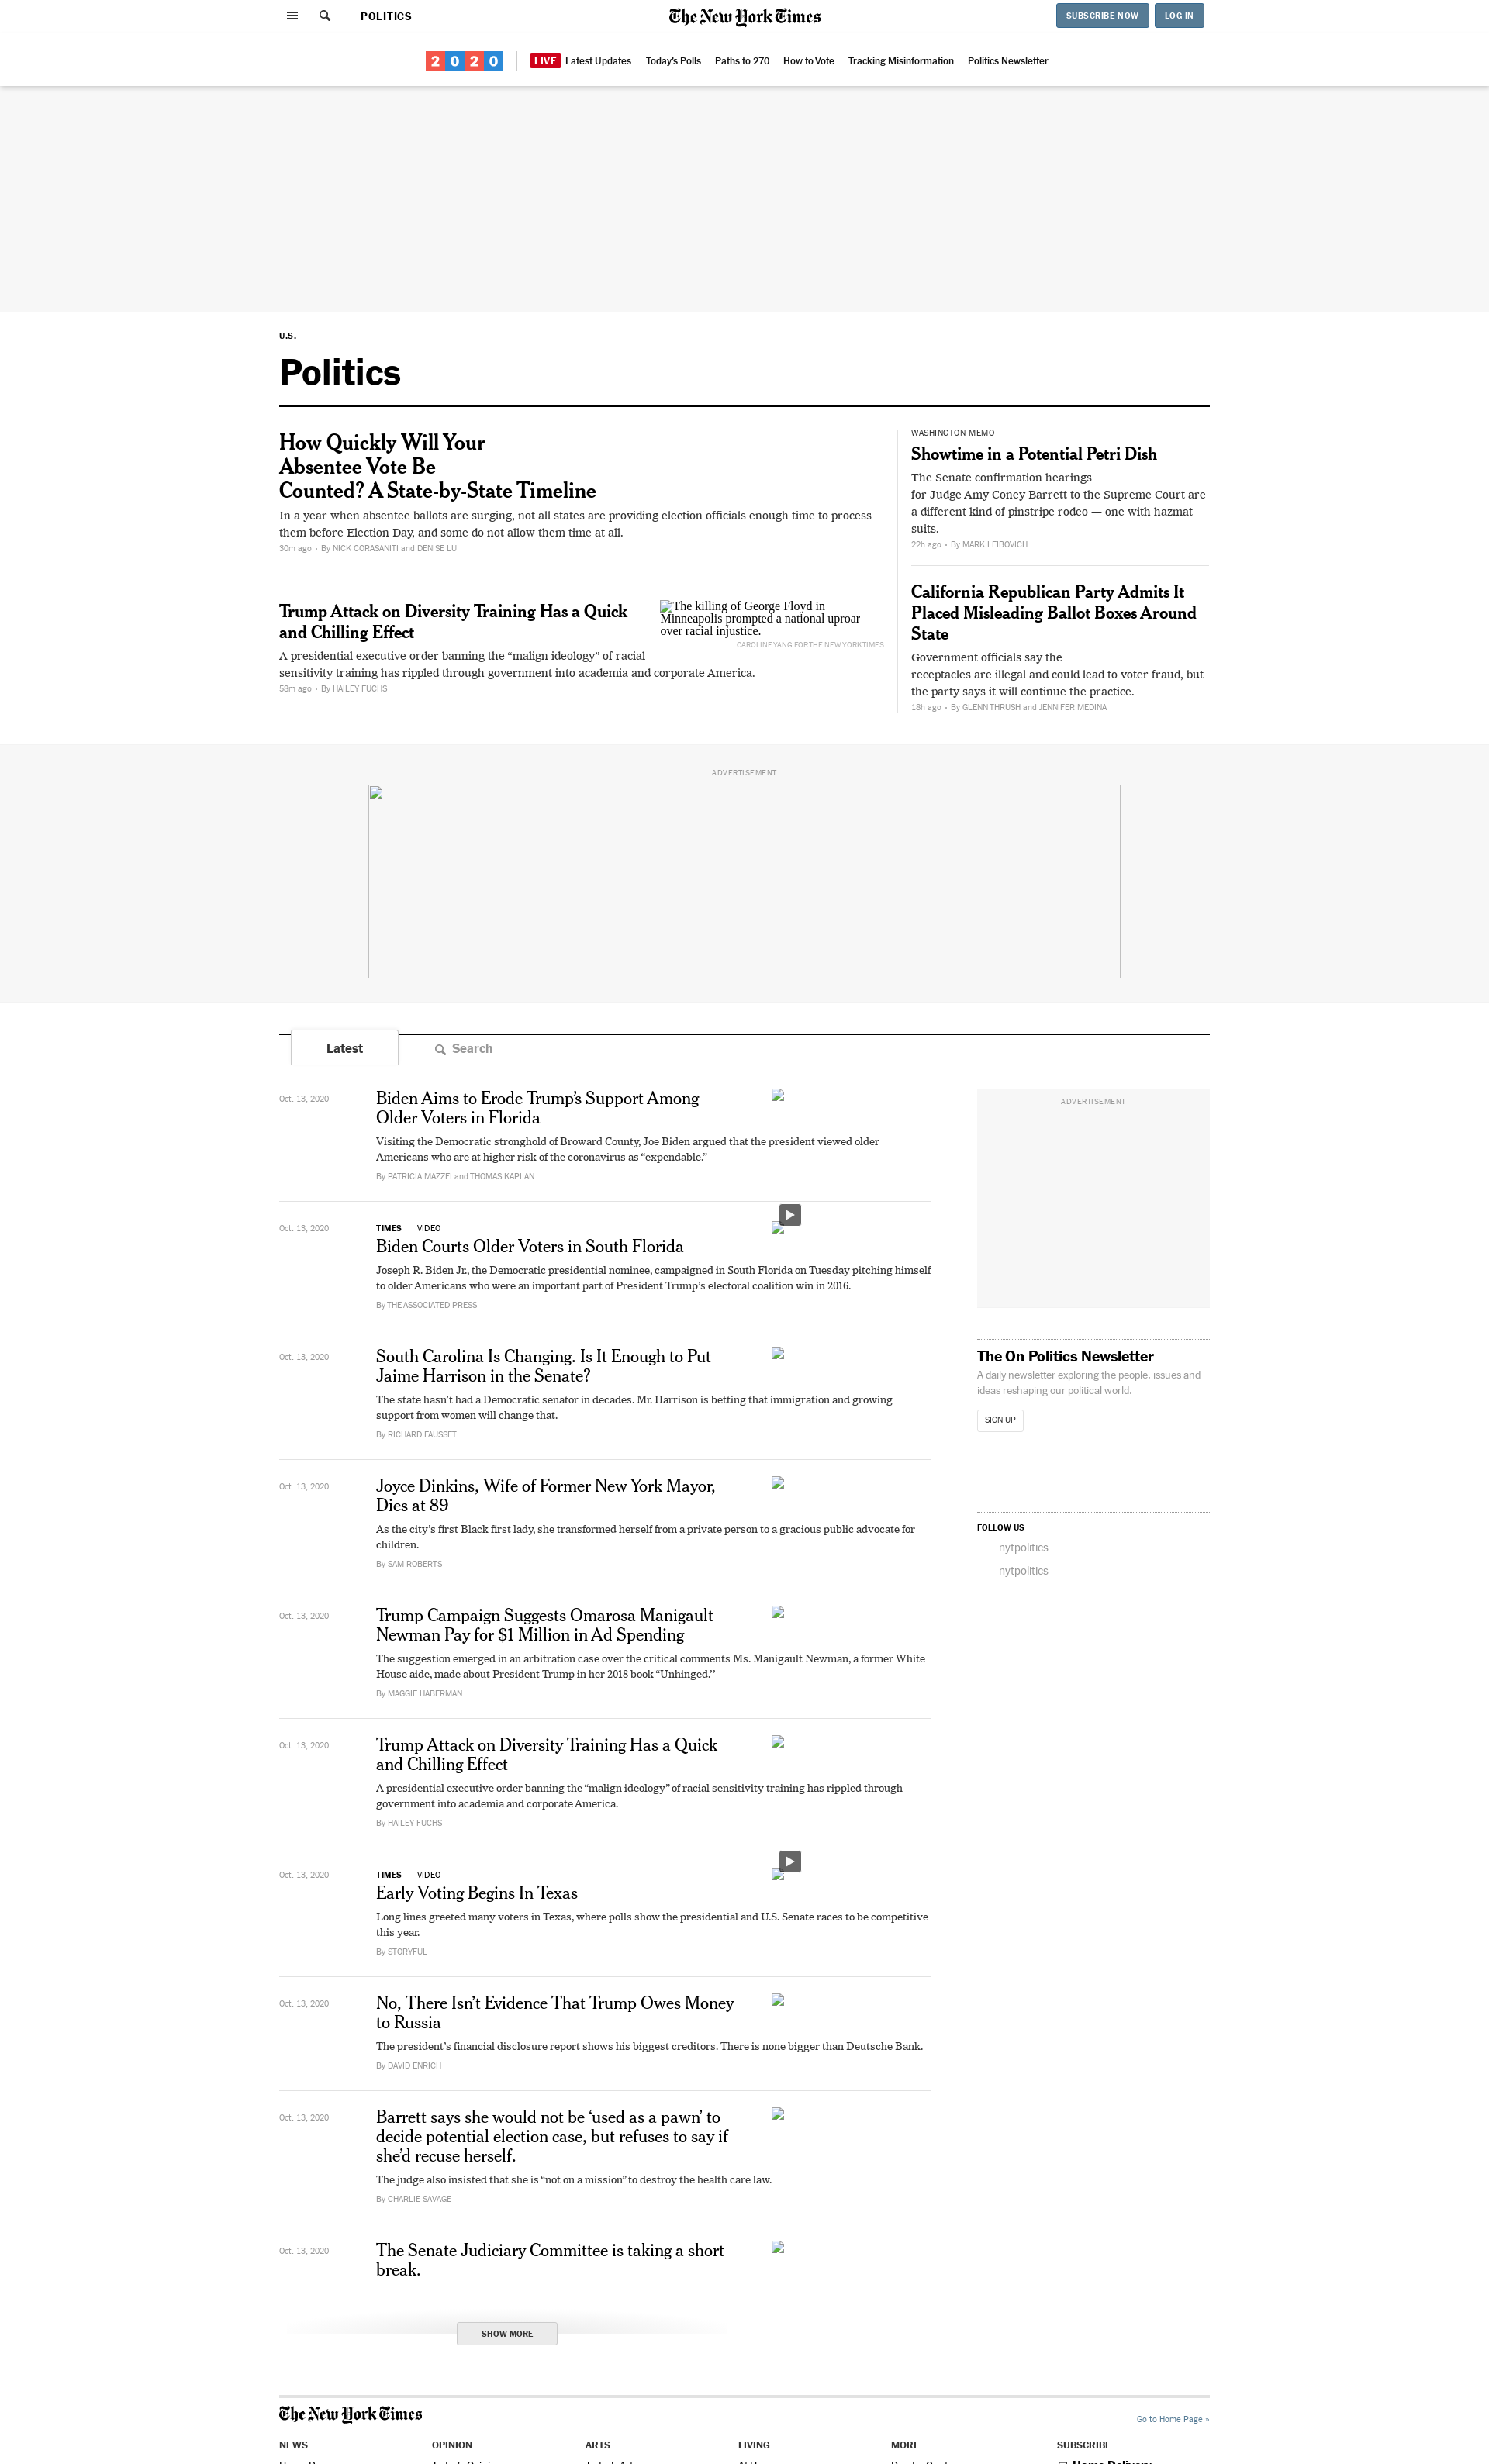 POLITICS
The New York Times
SUBSCRIBE NOW
LOG IN
2020
LIVE Latest Updates
Today's Polls
Paths to 270
How to Vote
Tracking Misinformation
Politics Newsletter
U.S.
Politics
How Quickly Will Your
Absentee Vote Be
Counted? A State-by-State Timeline
In a year when absentee ballots are surging, not all states are providing election officials enough time to process
them before Election Day, and some do not allow them time at all.
30m ago • By NICK CORASANITI and DENISE LU
Trump Attack on Diversity Training Has a Quick
and Chilling Effect
The killing of George Floyd in
Minneapolis prompted a national uproar
over racial injustice.
CAROLINE YANG FOR THE NEW YORK TIMES
A presidential executive order banning the “malign ideology” of racial
sensitivity training has rippled through government into academia and corporate America.
58m ago • By HAILEY FUCHS
WASHINGTON MEMO
Showtime in a Potential Petri Dish
The Senate confirmation hearings
for Judge Amy Coney Barrett to the Supreme Court are
a different kind of pinstripe rodeo — one with hazmat
suits.
22h ago • By MARK LEIBOVICH
California Republican Party Admits It
Placed Misleading Ballot Boxes Around
State
Government officials say the
receptacles are illegal and could lead to voter fraud, but
the party says it will continue the practice.
18h ago • By GLENN THRUSH and JENNIFER MEDINA
ADVERTISEMENT
Latest
Search
Oct. 13, 2020
Biden Aims to Erode Trump’s Support Among
Older Voters in Florida
Visiting the Democratic stronghold of Broward County, Joe Biden argued that the president viewed older
Americans who are at higher risk of the coronavirus as “expendable.”
By PATRICIA MAZZEI and THOMAS KAPLAN
Oct. 13, 2020
TIMES | VIDEO
Biden Courts Older Voters in South Florida
Joseph R. Biden Jr., the Democratic presidential nominee, campaigned in South Florida on Tuesday pitching himself
to older Americans who were an important part of President Trump’s electoral coalition win in 2016.
By THE ASSOCIATED PRESS
Oct. 13, 2020
South Carolina Is Changing. Is It Enough to Put
Jaime Harrison in the Senate?
The state hasn’t had a Democratic senator in decades. Mr. Harrison is betting that immigration and growing
support from women will change that.
By RICHARD FAUSSET
Oct. 13, 2020
Joyce Dinkins, Wife of Former New York Mayor,
Dies at 89
As the city’s first Black first lady, she transformed herself from a private person to a gracious public advocate for
children.
By SAM ROBERTS
Oct. 13, 2020
Trump Campaign Suggests Omarosa Manigault
Newman Pay for $1 Million in Ad Spending
The suggestion emerged in an arbitration case over the critical comments Ms. Manigault Newman, a former White
House aide, made about President Trump in her 2018 book “Unhinged.’’
By MAGGIE HABERMAN
Oct. 13, 2020
Trump Attack on Diversity Training Has a Quick
and Chilling Effect
A presidential executive order banning the “malign ideology” of racial sensitivity training has rippled through
government into academia and corporate America.
By HAILEY FUCHS
Oct. 13, 2020
TIMES | VIDEO
Early Voting Begins In Texas
Long lines greeted many voters in Texas, where polls show the presidential and U.S. Senate races to be competitive
this year.
By STORYFUL
Oct. 13, 2020
No, There Isn’t Evidence That Trump Owes Money
to Russia
The president’s financial disclosure report shows his biggest creditors. There is none bigger than Deutsche Bank.
By DAVID ENRICH
Oct. 13, 2020
Barrett says she would not be ‘used as a pawn’ to
decide potential election case, but refuses to say if
she’d recuse herself.
The judge also insisted that she is “not on a mission” to destroy the health care law.
By CHARLIE SAVAGE
Oct. 13, 2020
The Senate Judiciary Committee is taking a short
break.
SHOW MORE
ADVERTISEMENT
The On Politics Newsletter
A daily newsletter exploring the people, issues and
ideas reshaping our political world.
SIGN UP
FOLLOW US
nytpolitics
nytpolitics
The New York Times
Go to Home Page »
NEWS
OPINION
ARTS
LIVING
MORE
SUBSCRIBE